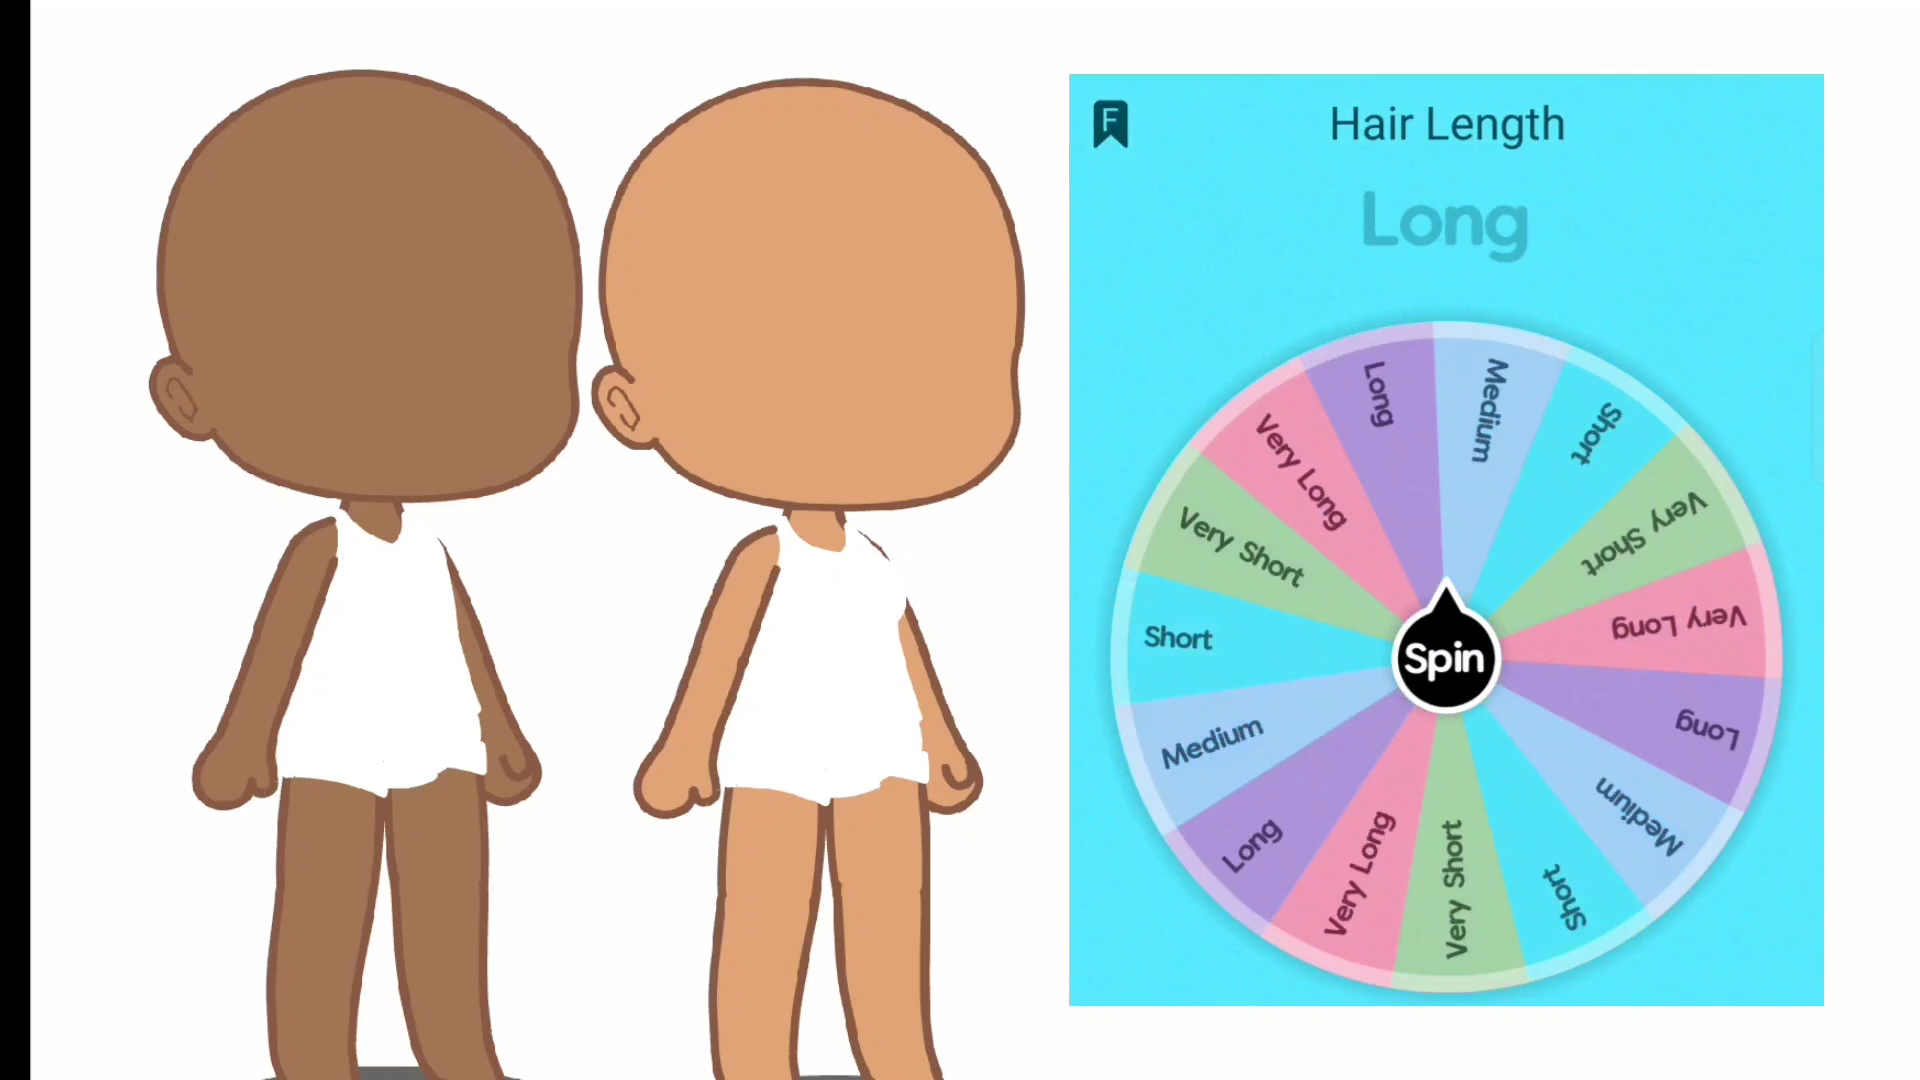 F
Hair Length
Long
Long
Medium
Short
Very Short
Very Long
Long
Medium
Short
Very Short
Very Long
Long
Medium
Short
Very Short
Very Long
Spin